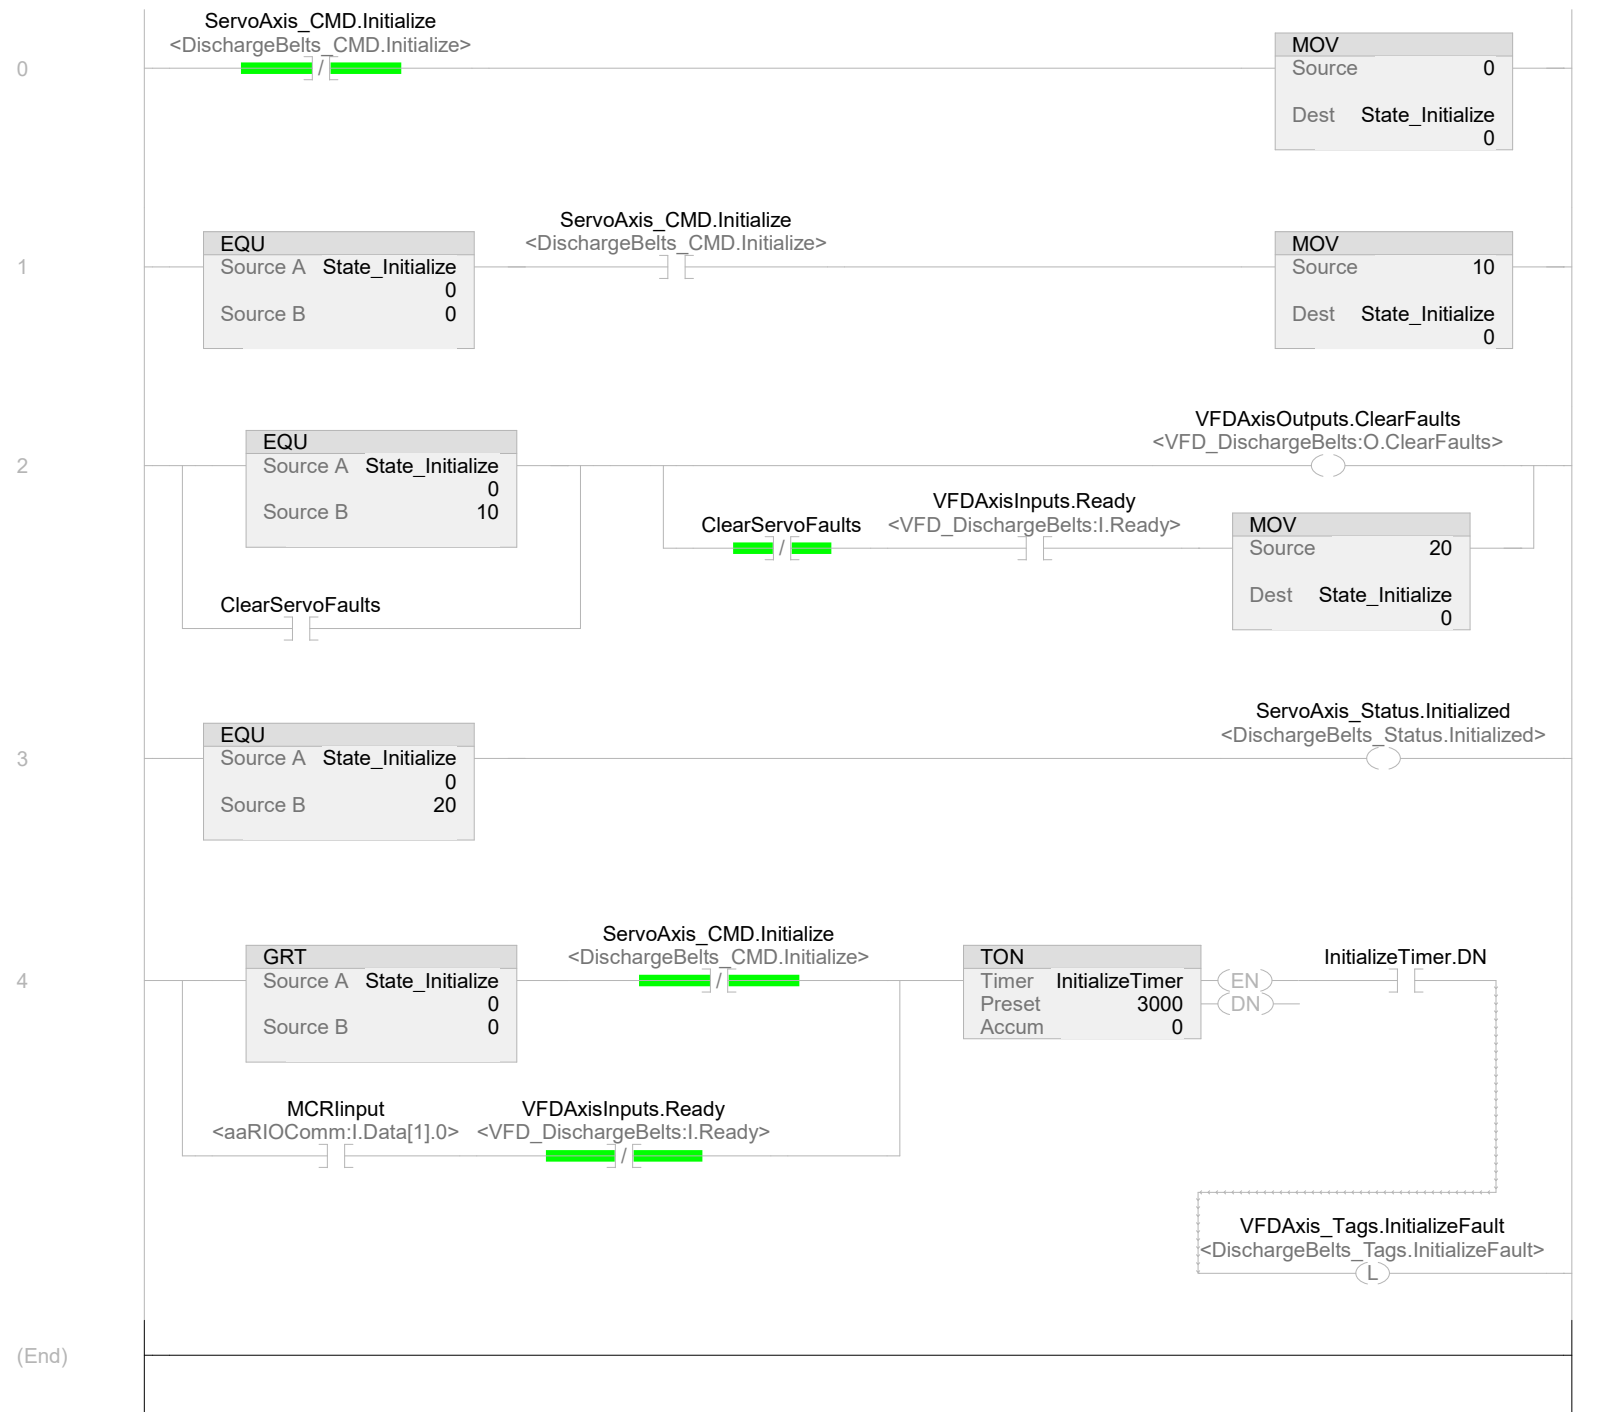 ServoAxis_CMD.Initialize
<DischargeBelts_CMD.Initialize>
0
/
MOV
Source 0
Dest State_Initialize
0
ServoAxis_CMD.Initialize
<DischargeBelts_CMD.Initialize>
1
EQU
Source A State_Initialize
0
Source B 0
MOV
Source 10
Dest State_Initialize
0
VFDAxisOutputs.ClearFaults
<VFD_DischargeBelts:O.ClearFaults>
2
EQU
Source A State_Initialize
0
Source B 10
ClearServoFaults
ClearServoFaults
/
VFDAxisInputs.Ready
<VFD_DischargeBelts:I.Ready>
MOV
Source 20
Dest State_Initialize
0
ServoAxis_Status.Initialized
<DischargeBelts_Status.Initialized>
3
EQU
Source A State_Initialize
0
Source B 20
4
GRT
Source A State_Initialize
0
Source B 0
ServoAxis_CMD.Initialize
<DischargeBelts_CMD.Initialize>
/
TON
Timer InitializeTimer
Preset 3000
Accum 0
EN
DN
InitializeTimer.DN
MCRIinput
<aaRIOComm:I.Data[1].0>
VFDAxisInputs.Ready
<VFD_DischargeBelts:I.Ready>
/
VFDAxis_Tags.InitializeFault
<DischargeBelts_Tags.InitializeFault>
L
(End)